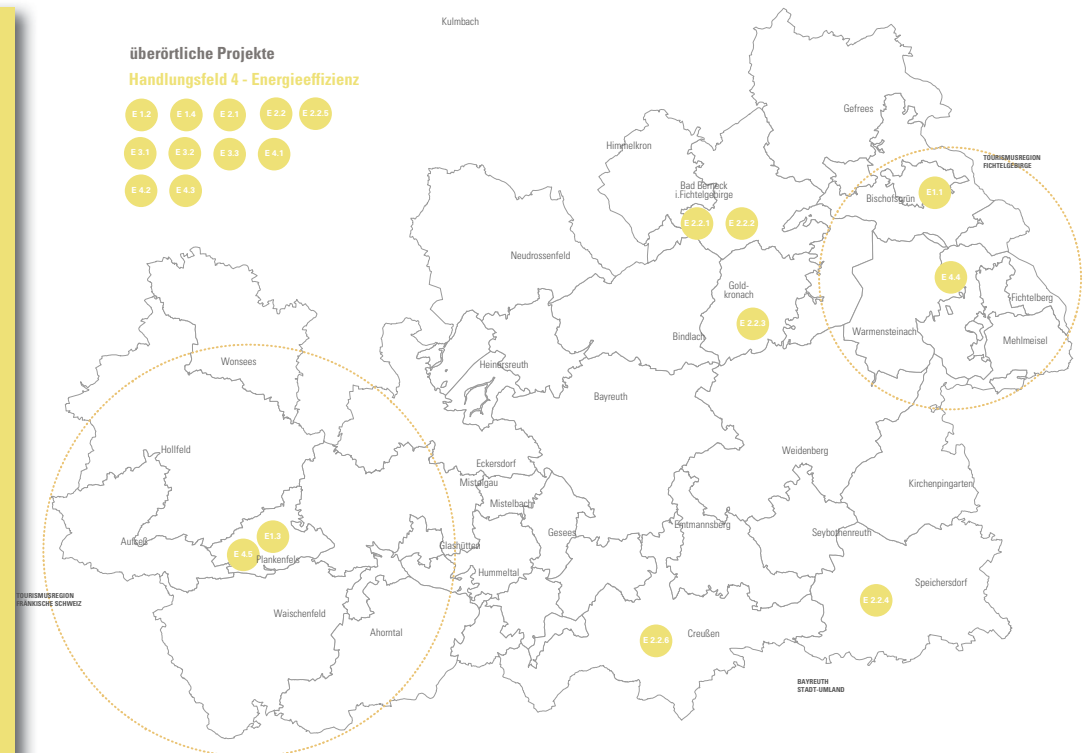 Kulmbach
überörtliche Projekte
Handlungsfeld 4 - Energieeffizienz
E 1.2 E 1.4 E 2.1 E 2.2 E 2.2.5
E 3.1 E 3.2 E 3.3 E 4.1
E 4.2 E 4.3
Gefrees
Himmelkron
TOURISMUSREGION
FICHTELGEBIRGE
Bad Berneck
i.Fichtelgebirge
Bischofsgrün
E1.1
E 2.2.1
E 2.2.2
Neudrossenfeld
E 4.4
Gold-
kronach
Fichtelberg
E 2.2.3
Bindlach
Warmensteinach
Mehlmeisel
Wonsees
Heinersreuth
Bayreuth
Hollfeld
Weidenberg
Eckersdorf
Mistelgau
Kirchenpingarten
Mistelbach
Emtmannsberg
Gesees
Seybothenreuth
Aufseß
E1.3
E 4.5
Plankenfels
Glashütten
Hummeltal
Speichersdorf
TOURISMUSREGION
FRÄNKISCHE SCHWEIZ
E 2.2.4
Waischenfeld
Ahorntal
E 2.2.6
Creußen
BAYREUTH
STADT-UMLAND